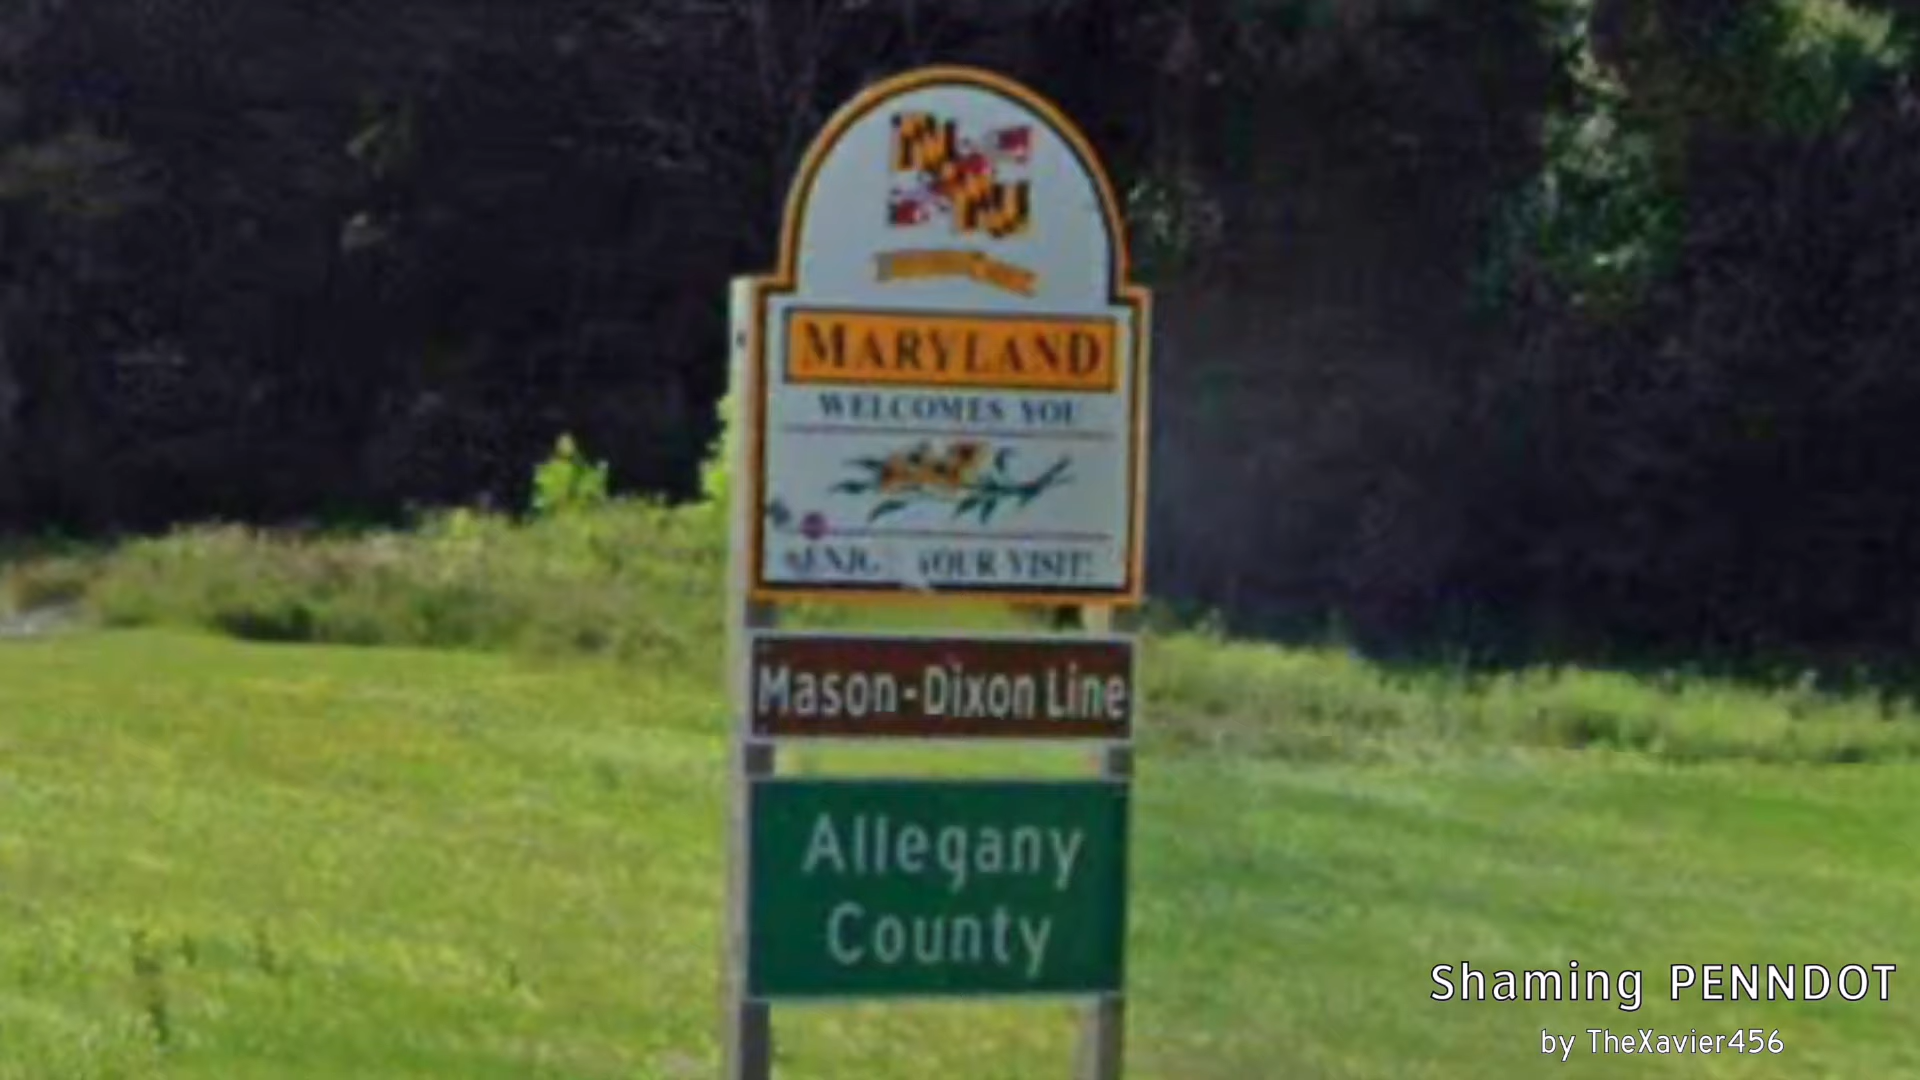 MARYLAND
WELCOMES YOU
YOUR VISIT!
Mason-Dixon Line
Allegany
County
Shaming PENNDOT
by TheXavier456